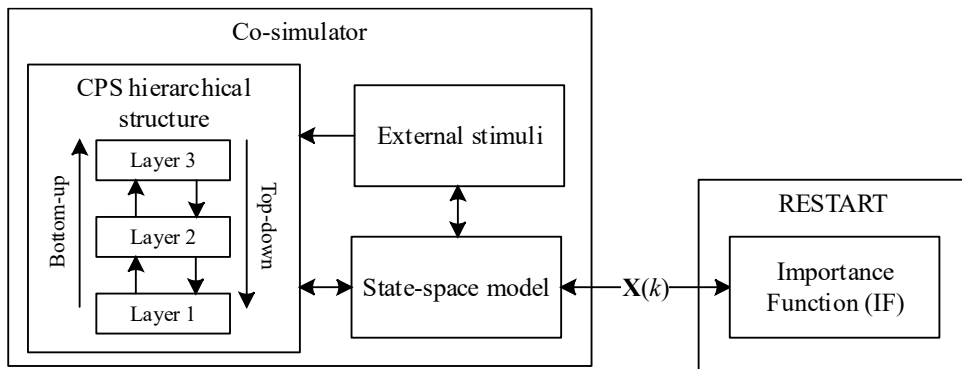 Co-simulator
CPS hierarchical
structure
Bottom-up
Layer 3
Layer 2
Layer 1
Top-down
External stimuli
State-space model
X(k)
RESTART
Importance
Function (IF)